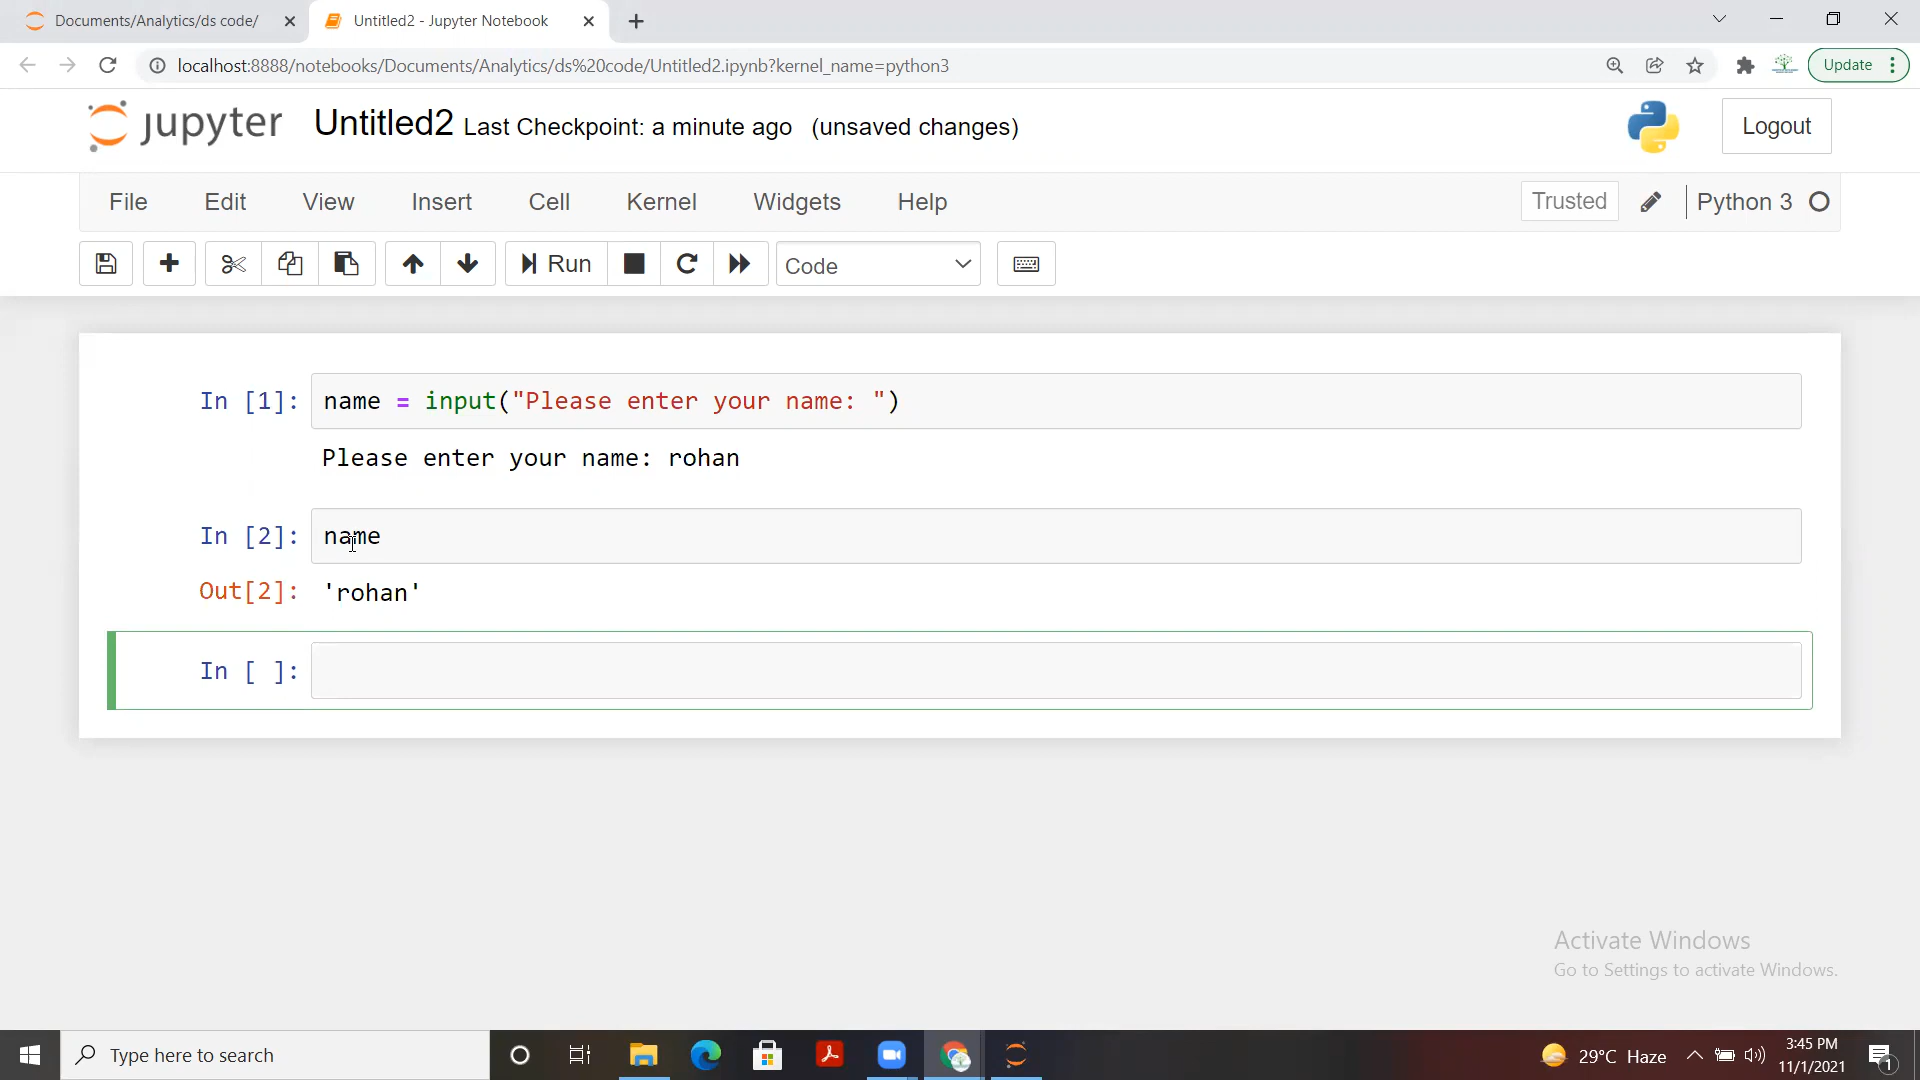 Documents/Analytics/ds code/
Untitled2 - Jupyter Notebook
localhost:8888/notebooks/Documents/Analytics/ds%20code/Untitled2.ipynb?kernel_name=python3
Update
jupyter
Untitled2 Last Checkpoint: a minute ago (unsaved changes)
Logout
File Edit View Insert Cell Kernel Widgets Help
Trusted
Python 3
Run
Code
In [1]: name = input("Please enter your name: ")
Please enter your name: rohan
In [2]: name
Out[2]: 'rohan'
In [ ]:
Activate Windows
Go to Settings to activate Windows.
Type here to search
29°C Haze
3:45 PM
11/1/2021
1